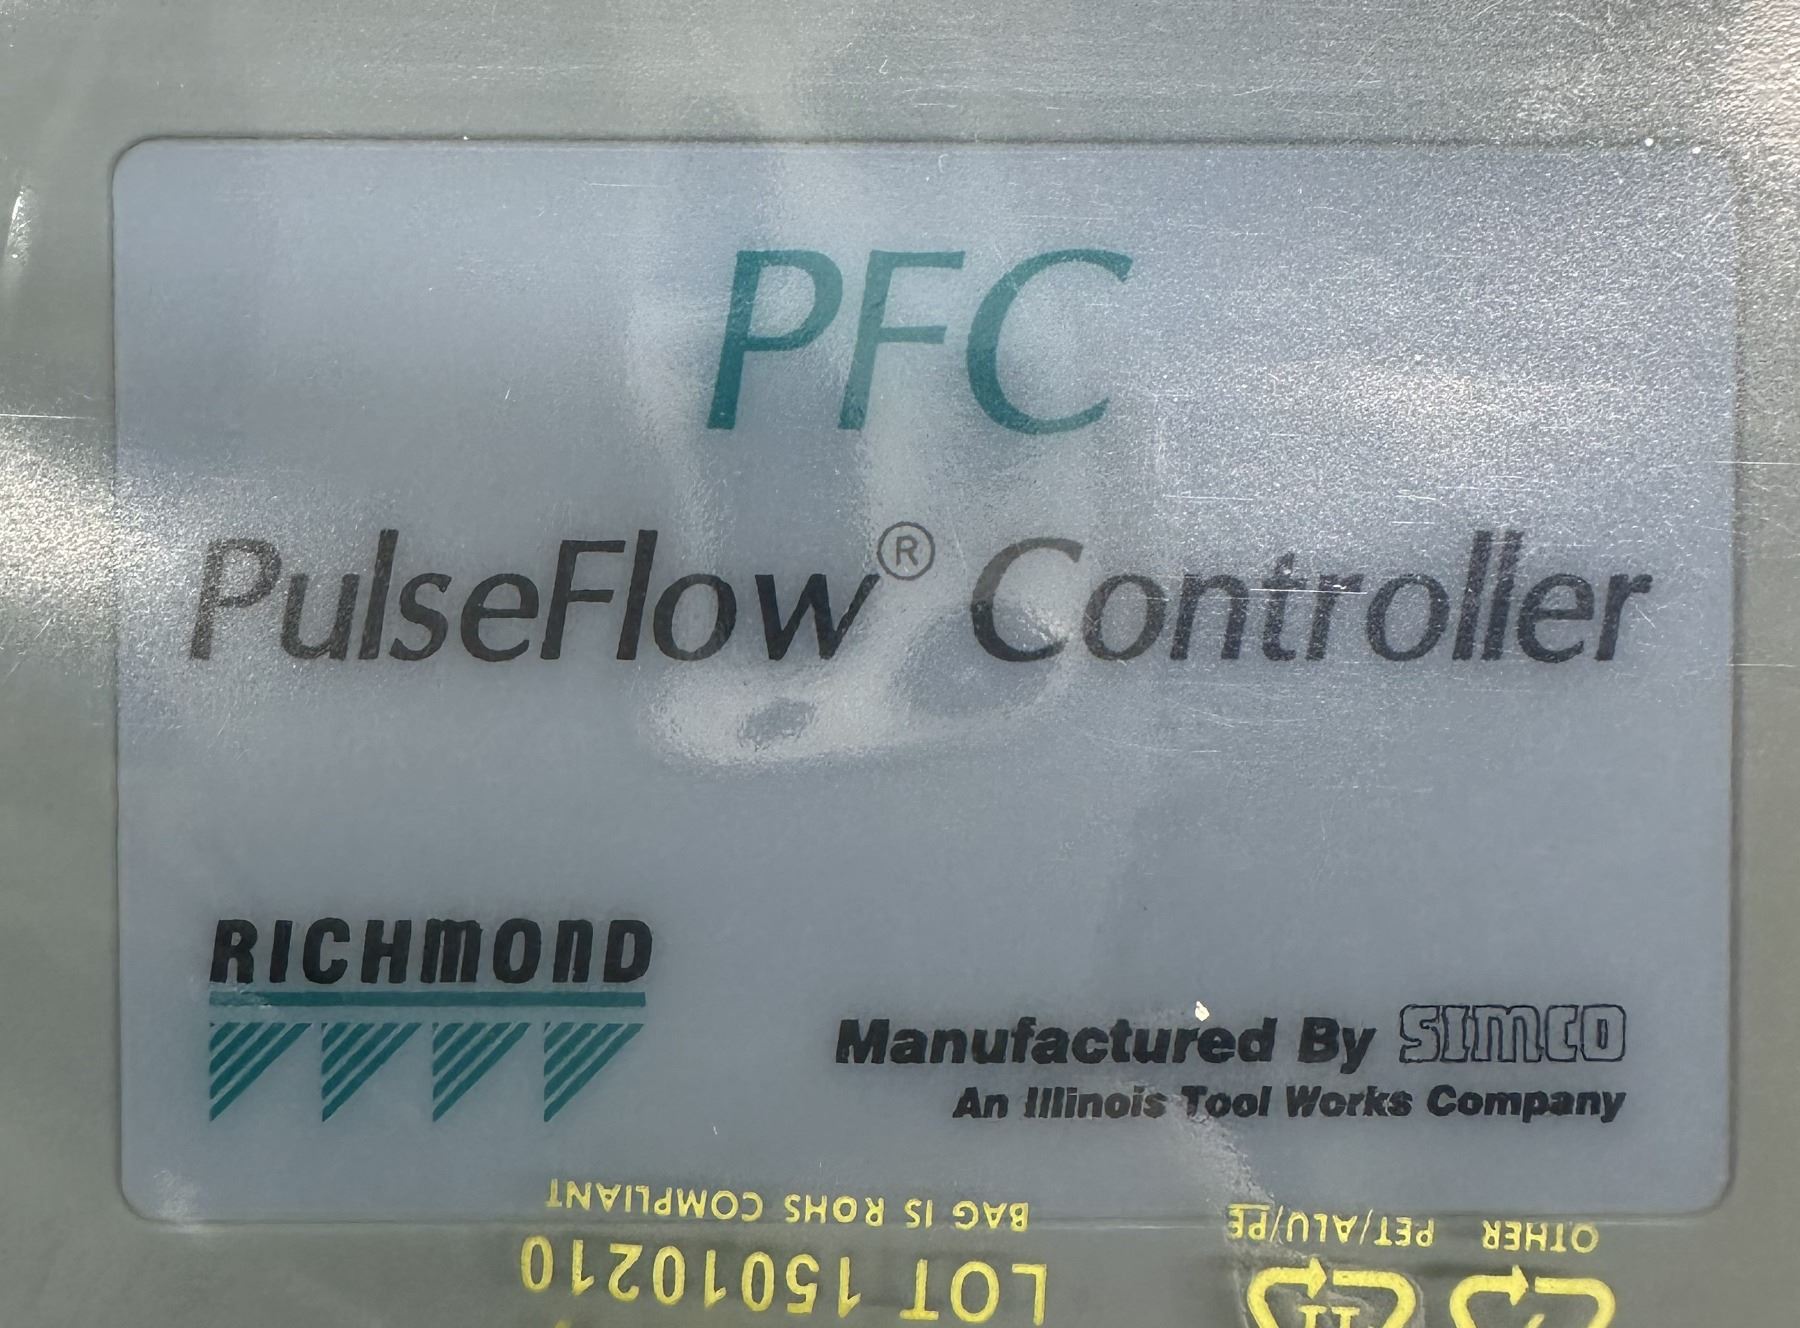 PFC
PulseFlow® Controller
RICHMOND
Manufactured By SIMCO
An Illinois Tool Works Company
BAG IS ROHS COMPLIANT
LOT 15010210
OTHER PET/ALU/PE